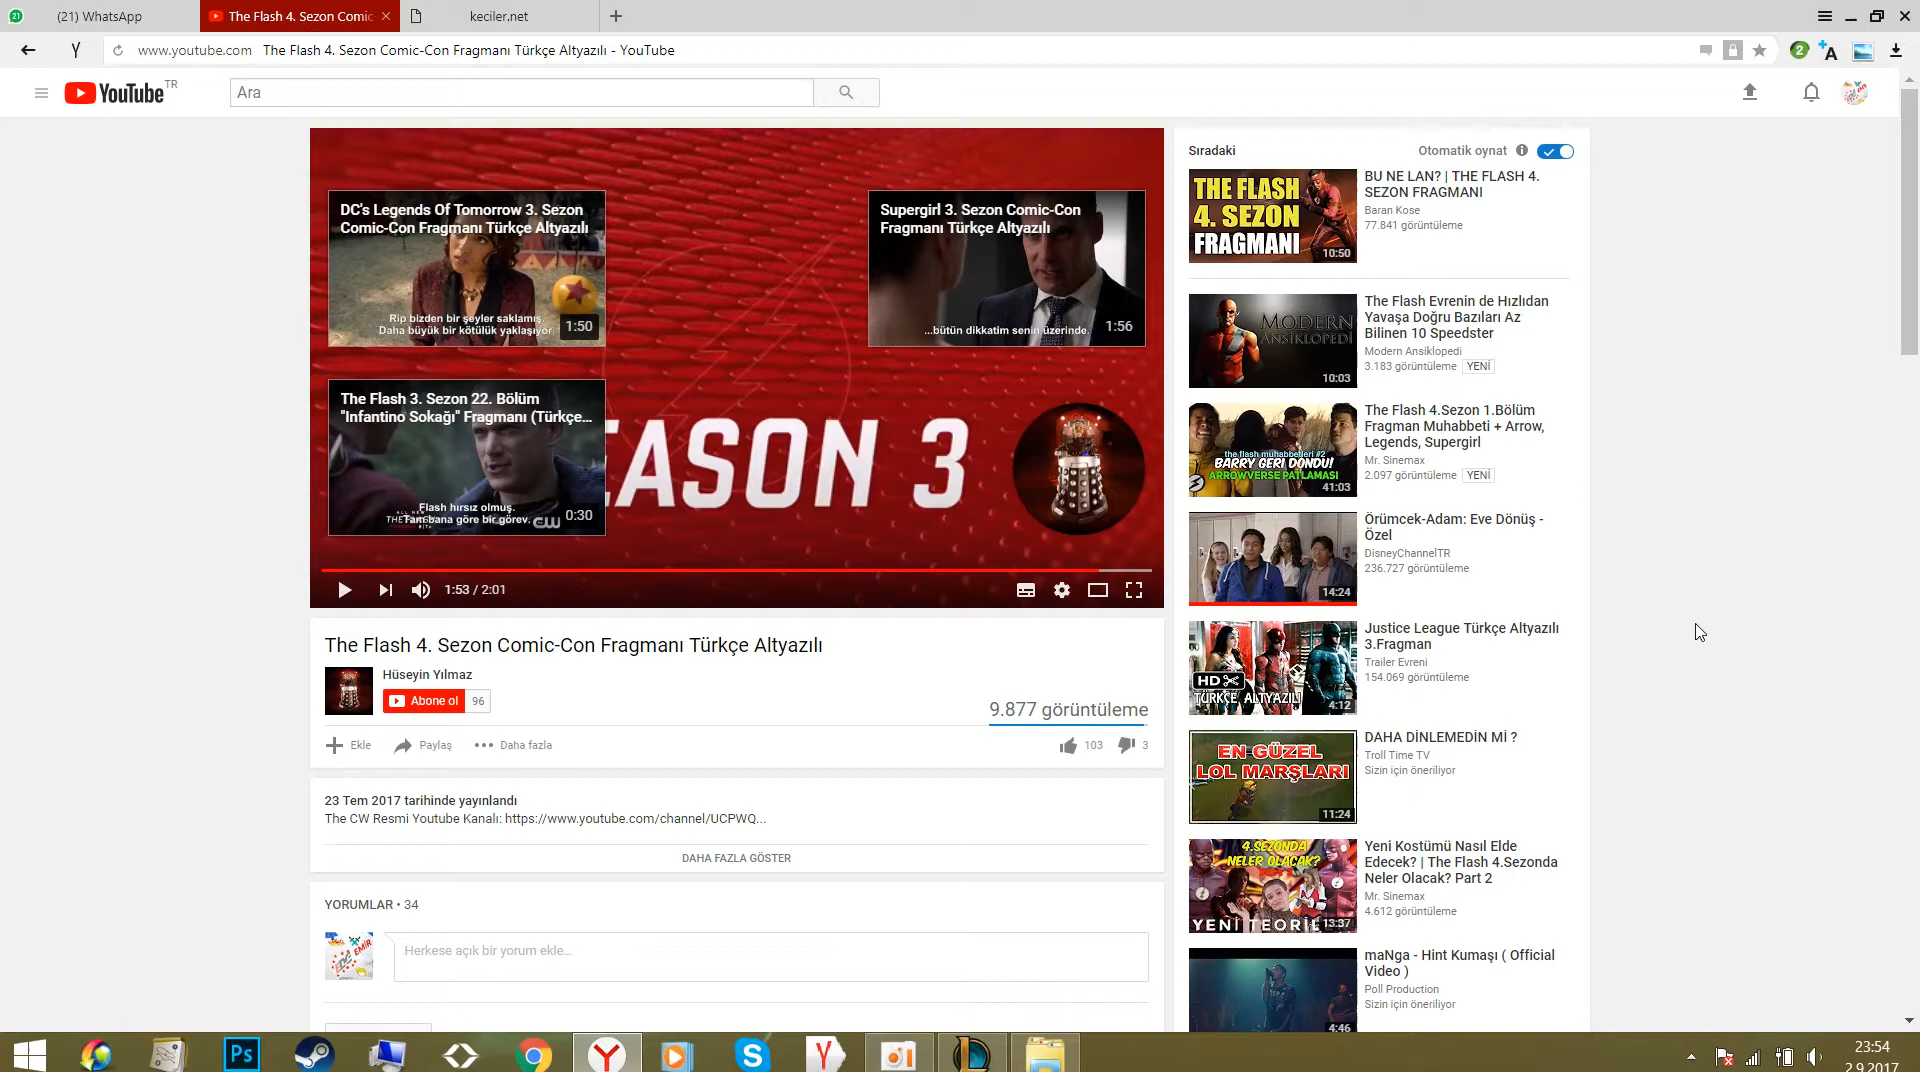 (21) WhatsApp
The Flash 4. Sezon Comic
keciler.net
www.youtube.com The Flash 4. Sezon Comic-Con Fragmanı Türkçe Altyazılı - YouTube
YouTube TR
Ara
DC's Legends Of Tomorrow 3. Sezon
Comic-Con Fragmanı Türkçe Altyazılı
Rip bizden bir şeyler saklamış.
Daha büyük bir kötülük yaklaşıyor.
1:50
Supergirl 3. Sezon Comic-Con
Fragmanı Türkçe Altyazılı
...bütün dikkatim senin üzerinde.
1:56
The Flash 3. Sezon 22. Bölüm
"Infantino Sokağı" Fragmanı (Türkçe...
Flash hırsız olmuş.
Tam bana göre bir görev.
CW
0:30
EASON 3
1:53 / 2:01
The Flash 4. Sezon Comic-Con Fragmanı Türkçe Altyazılı
Hüseyin Yılmaz
Abone ol 96
9.877 görüntüleme
Ekle Paylaş Daha fazla
103 3
23 Tem 2017 tarihinde yayınlandı
The CW Resmi Youtube Kanalı: https://www.youtube.com/channel/UCPWQ...
DAHA FAZLA GÖSTER
YORUMLAR • 34
Herkese açık bir yorum ekle...
Sıradaki
Otomatik oynat
THE FLASH
4. SEZON
FRAGMANI
10:50
BU NE LAN? | THE FLASH 4.
SEZON FRAGMANI
Baran Kose
77.841 görüntüleme
MODERN
ANSİKLOPEDİ
10:03
The Flash Evrenin de Hızlıdan
Yavaşa Doğru Bazıları Az
Bilinen 10 Speedster
Modern Ansiklopedi
3.183 görüntüleme YENİ
the flash muhabbetleri #2
BARRY GERİ DÖNDÜ!
ARROWVERSE PATLAMASI
41:03
The Flash 4.Sezon 1.Bölüm
Fragman Muhabbeti + Arrow,
Legends, Supergirl
Mr. Sinemax
2.097 görüntüleme YENİ
14:24
Örümcek-Adam: Eve Dönüş -
Özel
DisneyChannelTR
236.727 görüntüleme
HD
TÜRKÇE ALTYAZILI
4:12
Justice League Türkçe Altyazılı
3.Fragman
Trailer Evreni
154.069 görüntüleme
EN GÜZEL
LOL MARŞLARI
11:24
DAHA DİNLEMEDİN Mİ ?
Troll Time TV
Sizin için öneriliyor
4.SEZONDA
NELER OLACAK?
YENİ TEORİLER
13:37
Yeni Kostümü Nasıl Elde
Edecek? | The Flash 4.Sezonda
Neler Olacak? Part 2
Mr. Sinemax
4.612 görüntüleme
4:46
maNga - Hint Kumaşı ( Official
Video )
Poll Production
Sizin için öneriliyor
Ps
23:54
2.9.2017